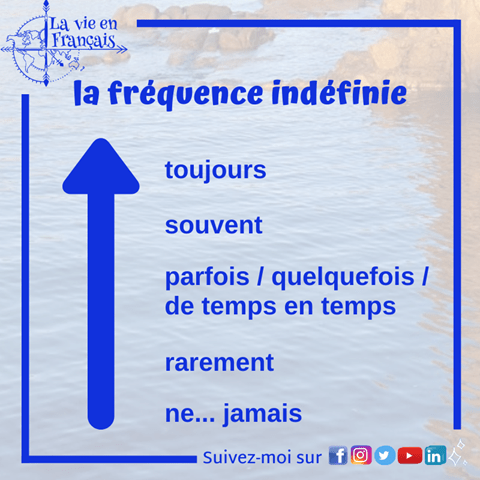 La vie en
Français
la fréquence indéfinie
toujours
souvent
parfois / quelquefois /
de temps en temps
rarement
ne... jamais
Suivez-moi sur